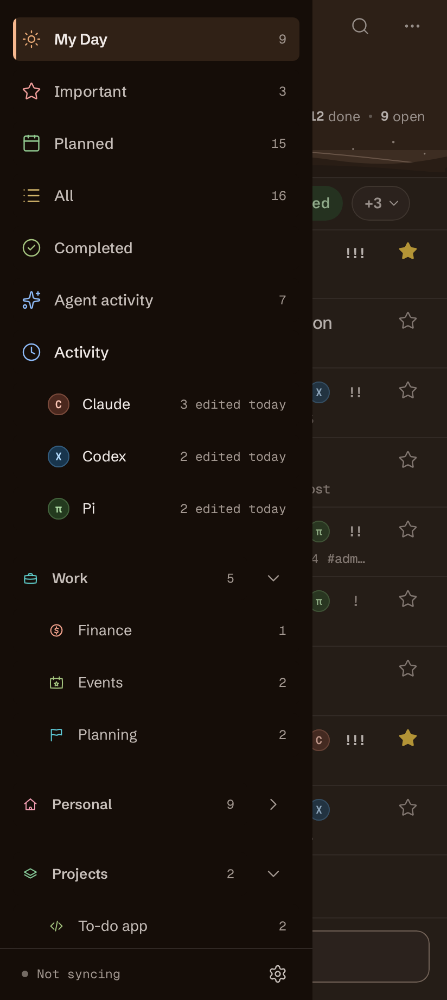 My Day 9
Important 3
Planned 15
All 16
Completed
Agent activity 7
Activity
C Claude 3 edited today
X Codex 2 edited today
π Pi 2 edited today
Work 5
Finance 1
Events 2
Planning 2
Personal 9
Projects 2
To-do app 2
Not syncing
12 done • 9 open
ed +3
!!!
on
X !!
ost
π !!
4 #adm…
π !
C !!!
X